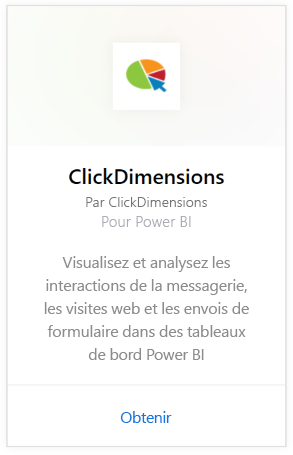 ClickDimensions
Par ClickDimensions
Pour Power BI
Visualisez et analysez les
interactions de la messagerie,
les visites web et les envois de
formulaire dans des tableaux
de bord Power BI
Obtenir